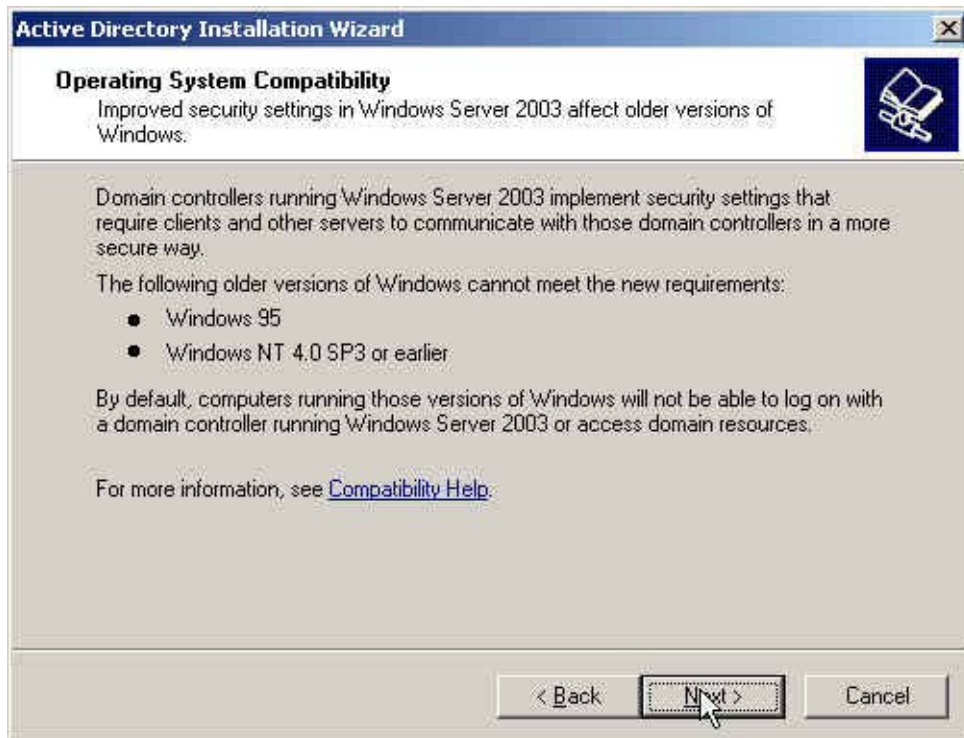 Active Directory Installation Wizard
Operating System Compatibility
Improved security settings in Windows Server 2003 affect older versions of
Windows.
Domain controllers running Windows Server 2003 implement security settings that
require clients and other servers to communicate with those domain controllers in a more
secure way.
The following older versions of Windows cannot meet the new requirements:
● Windows 95
● Windows NT 4.0 SP3 or earlier
By default, computers running those versions of Windows will not be able to log on with
a domain controller running Windows Server 2003 or access domain resources.
For more information, see Compatibility Help.
< Back
Next >
Cancel